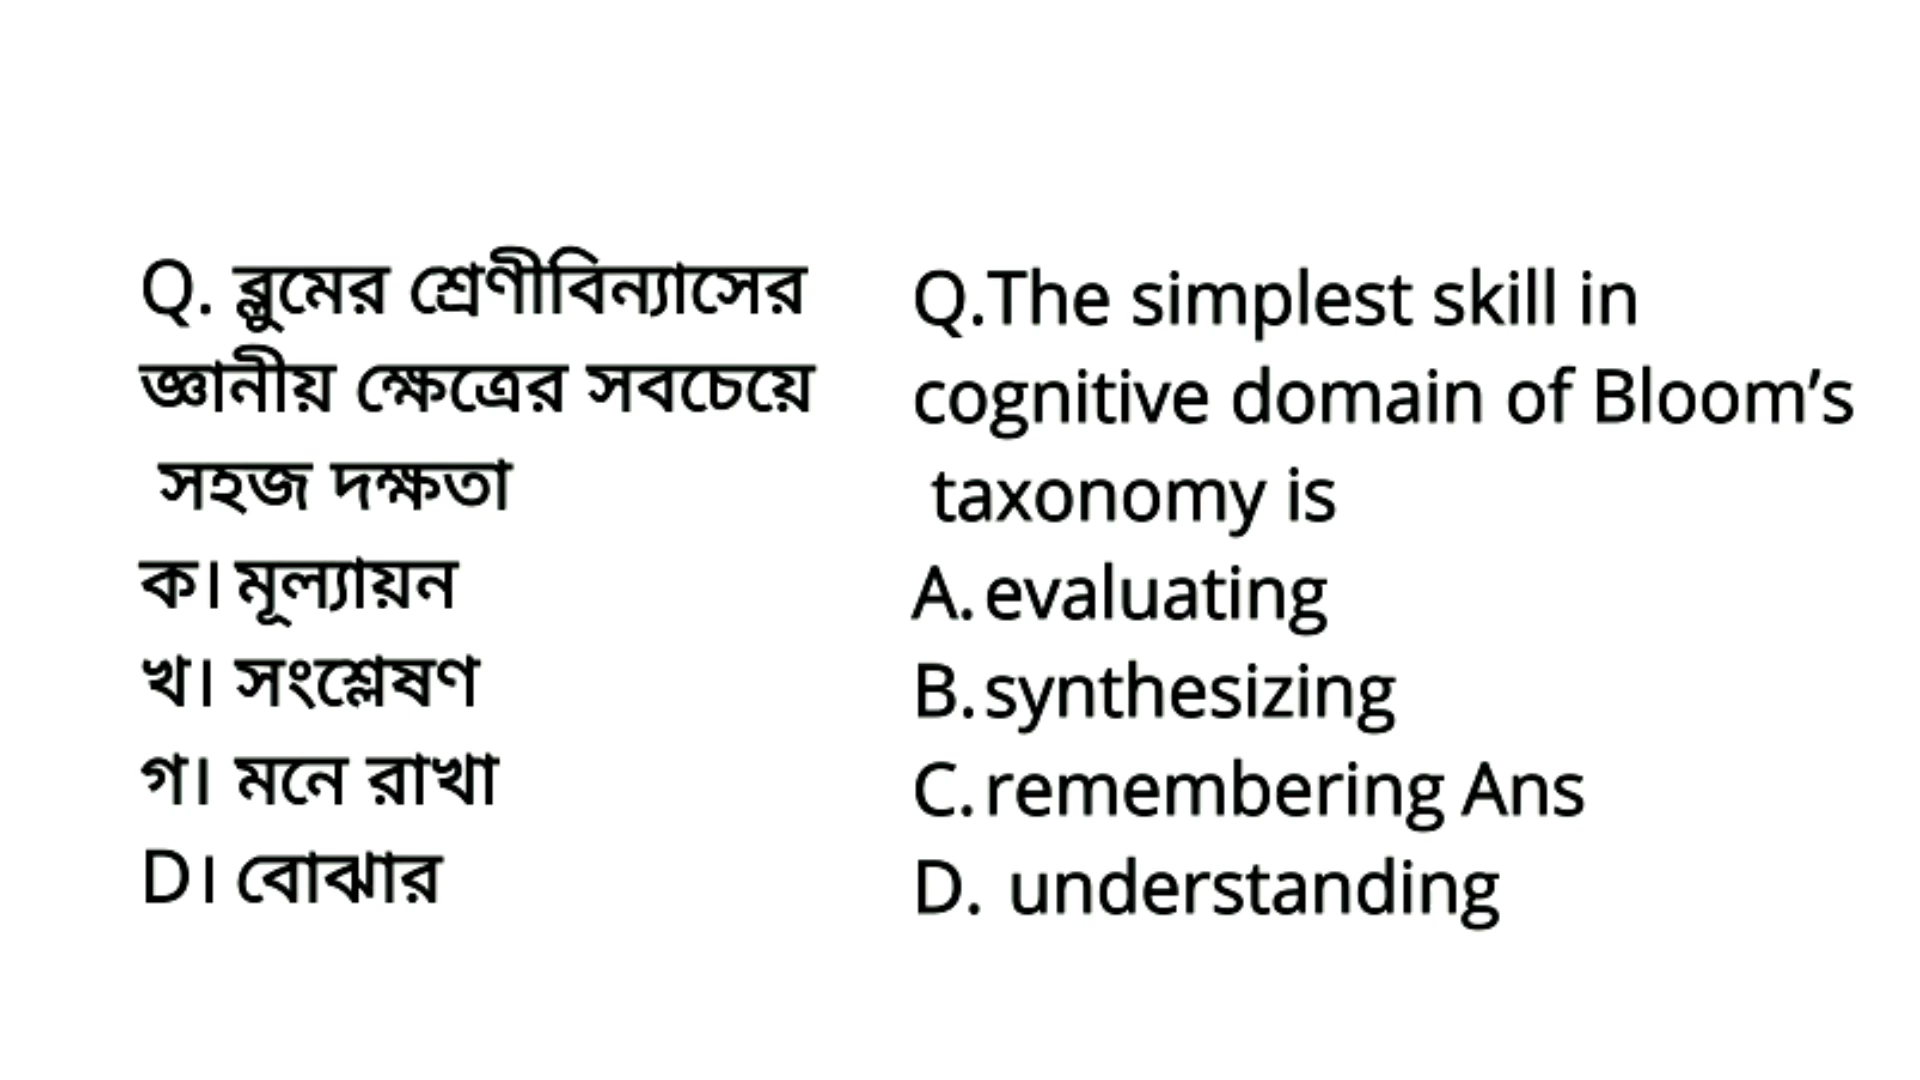 Q. ব্লুমের শ্রেণীবিন্যাসের
জ্ঞানীয় ক্ষেত্রের সবচেয়ে
সহজ দক্ষতা
ক। মূল্যায়ন
খ। সংশ্লেষণ
গ। মনে রাখা
D। বোঝার
Q.The simplest skill in
cognitive domain of Bloom’s
taxonomy is
A. evaluating
B. synthesizing
C. remembering Ans
D. understanding